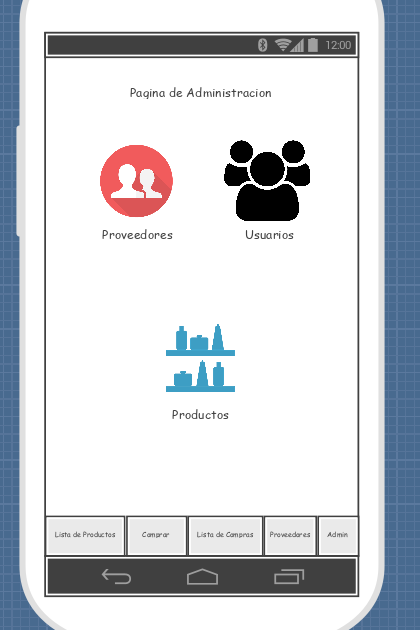 12:00
Pagina de Administracion
Proveedores
Usuarios
Productos
Lista de Productos
Comprar
Lista de Compras
Proveedores
Admin